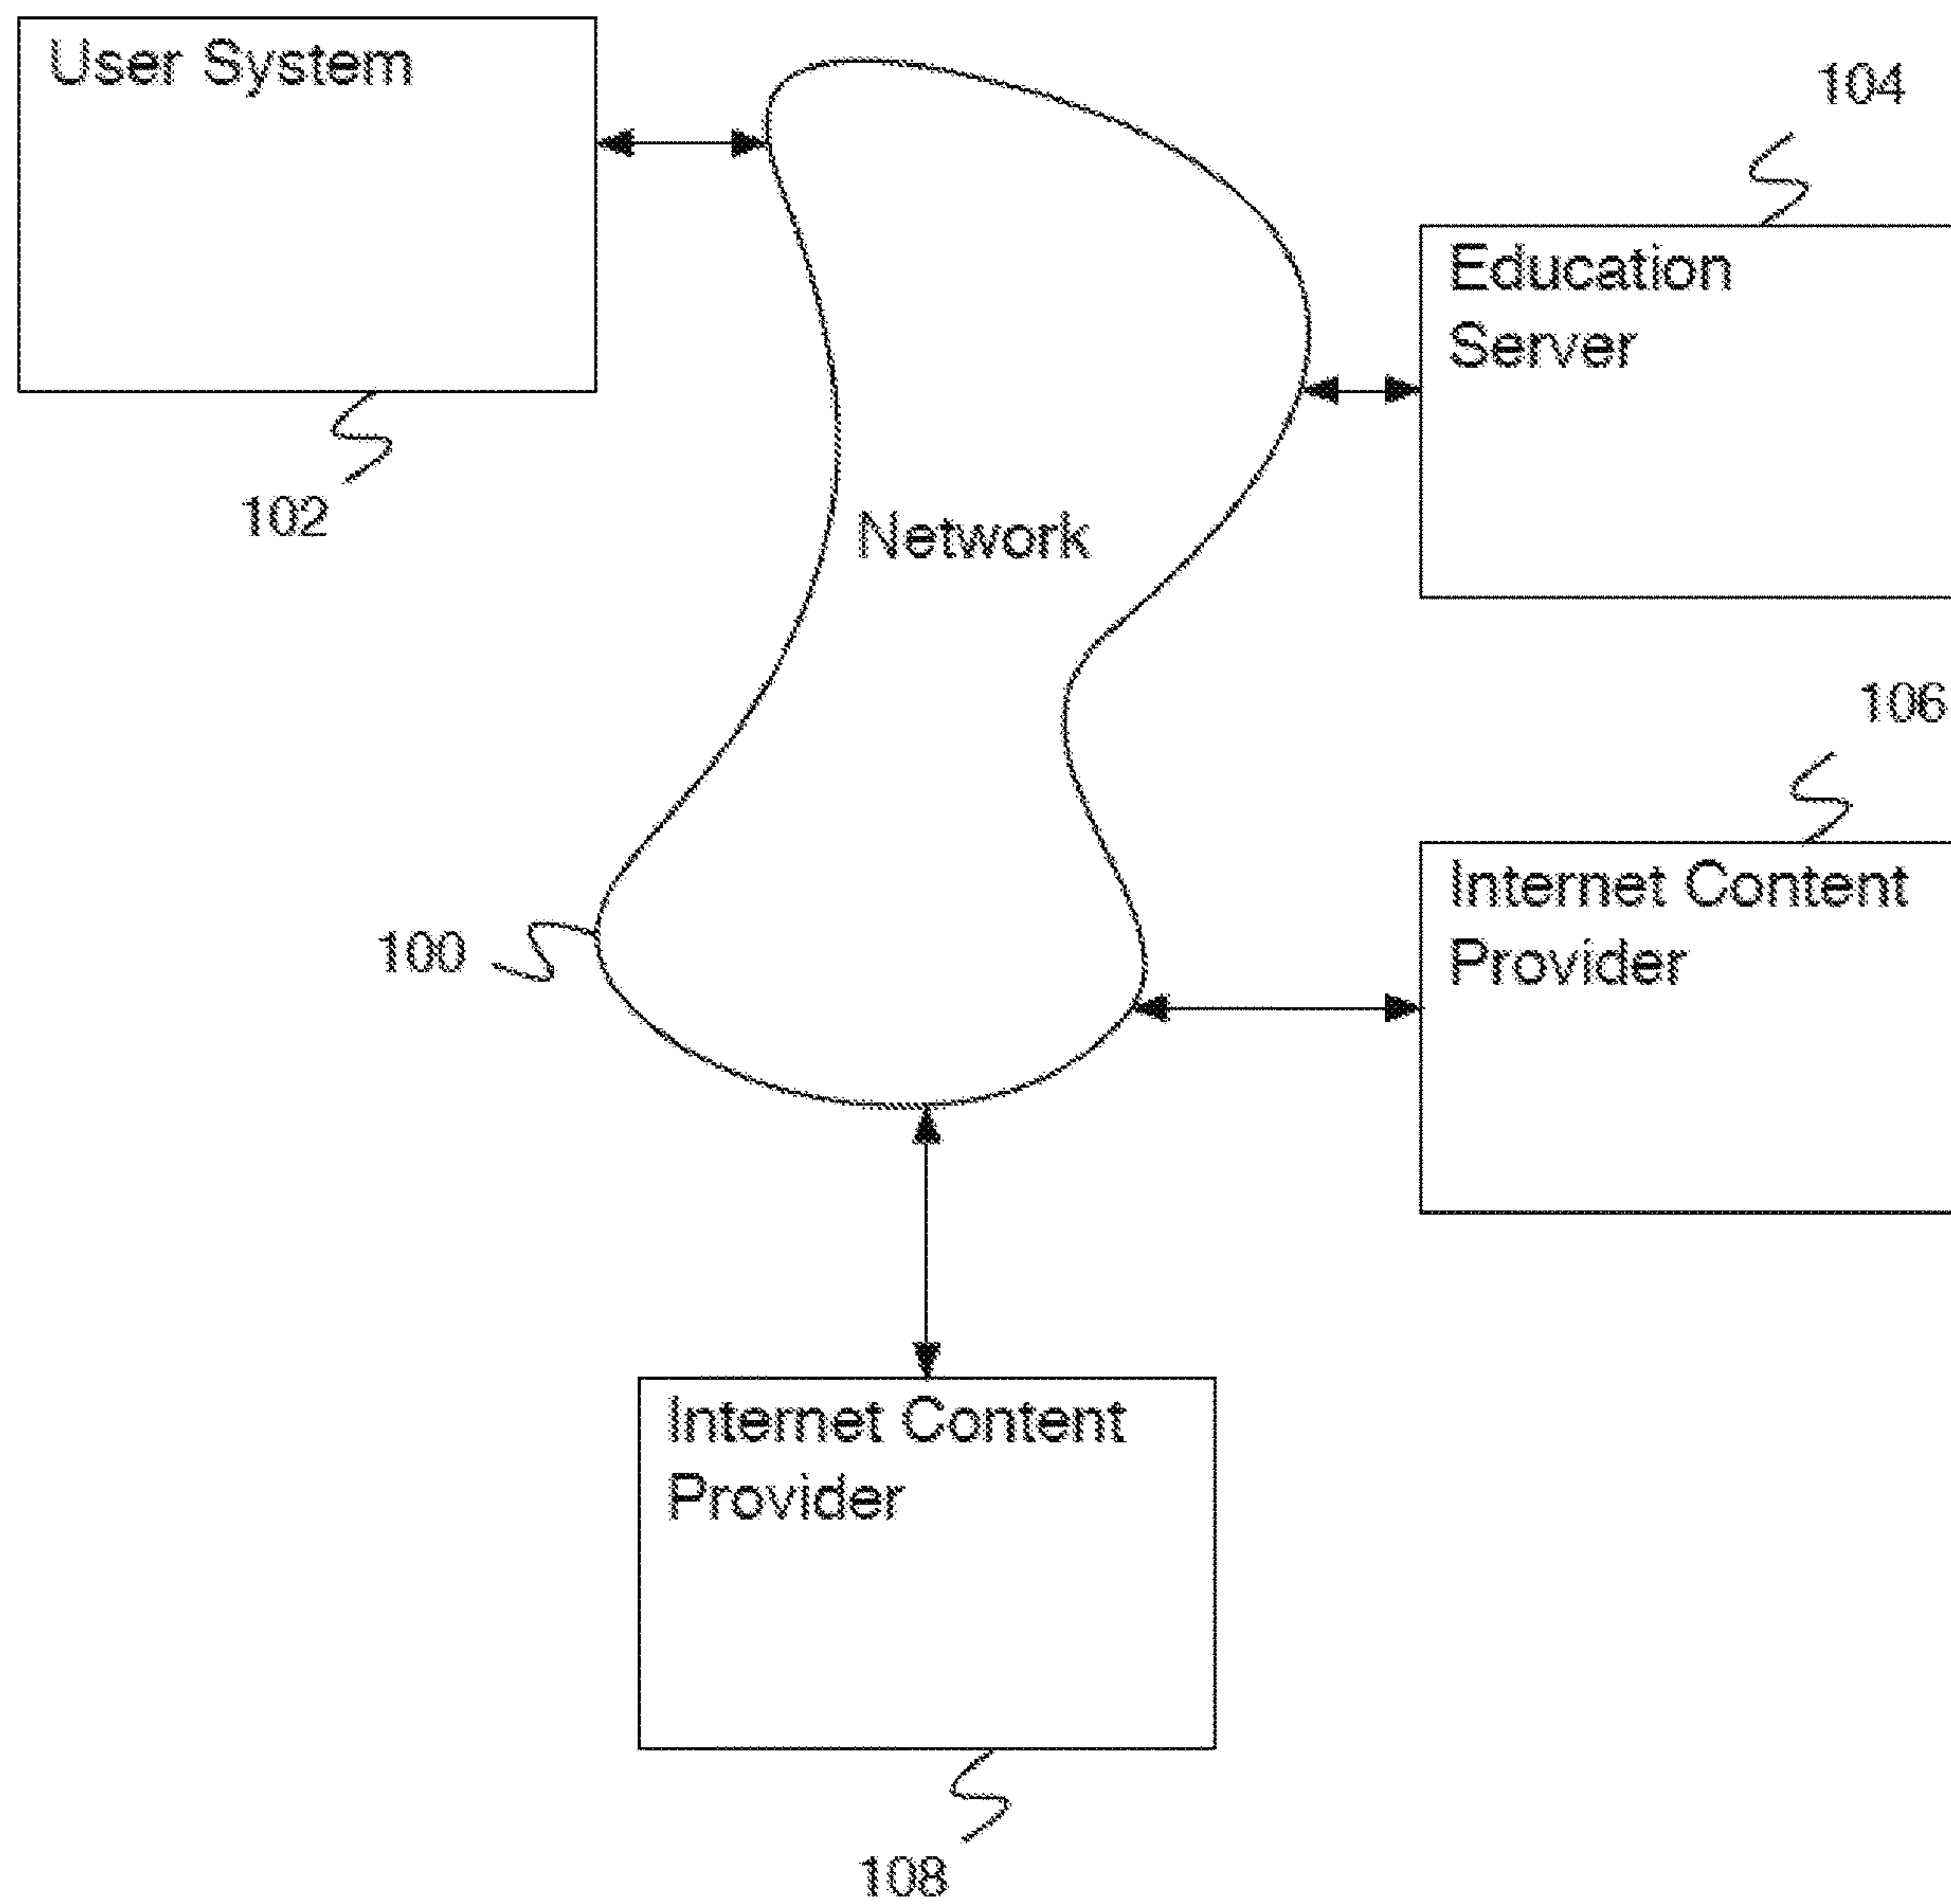 User System
102
104
Education
Server
Network
106
Internet Content
Provider
100
Internet Content
Provider
108